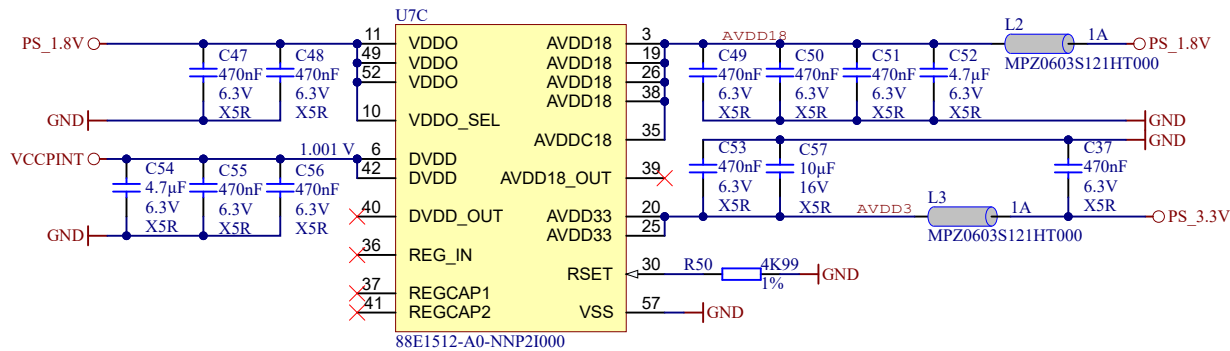 U7C
PS_1.8V
C47
470nF
6.3V
X5R
C48
470nF
6.3V
X5R
GND
11
49
52
10
VDDO
VDDO
VDDO
VDDO_SEL
VCCPINT
1.001 V
C54
4.7µF
6.3V
X5R
C55
470nF
6.3V
X5R
C56
470nF
6.3V
X5R
GND
6
42
DVDD
DVDD
40
DVDD_OUT
36
REG_IN
37
REGCAP1
41
REGCAP2
AVDD18
AVDD18
AVDD18
AVDD18
AVDDC18
3
19
26
38
35
AVDD18_OUT
39
AVDD33
AVDD33
20
25
RSET
30
VSS
57
88E1512-A0-NNP2I000
AVDD18
C49
470nF
6.3V
X5R
C50
470nF
6.3V
X5R
C51
470nF
6.3V
X5R
C52
4.7µF
6.3V
X5R
L2
1A
MPZ0603S121HT000
PS_1.8V
GND
GND
C53
470nF
6.3V
X5R
C57
10µF
16V
X5R
C37
470nF
6.3V
X5R
AVDD3
L3
1A
MPZ0603S121HT000
PS_3.3V
R50
4K99
1%
GND
GND